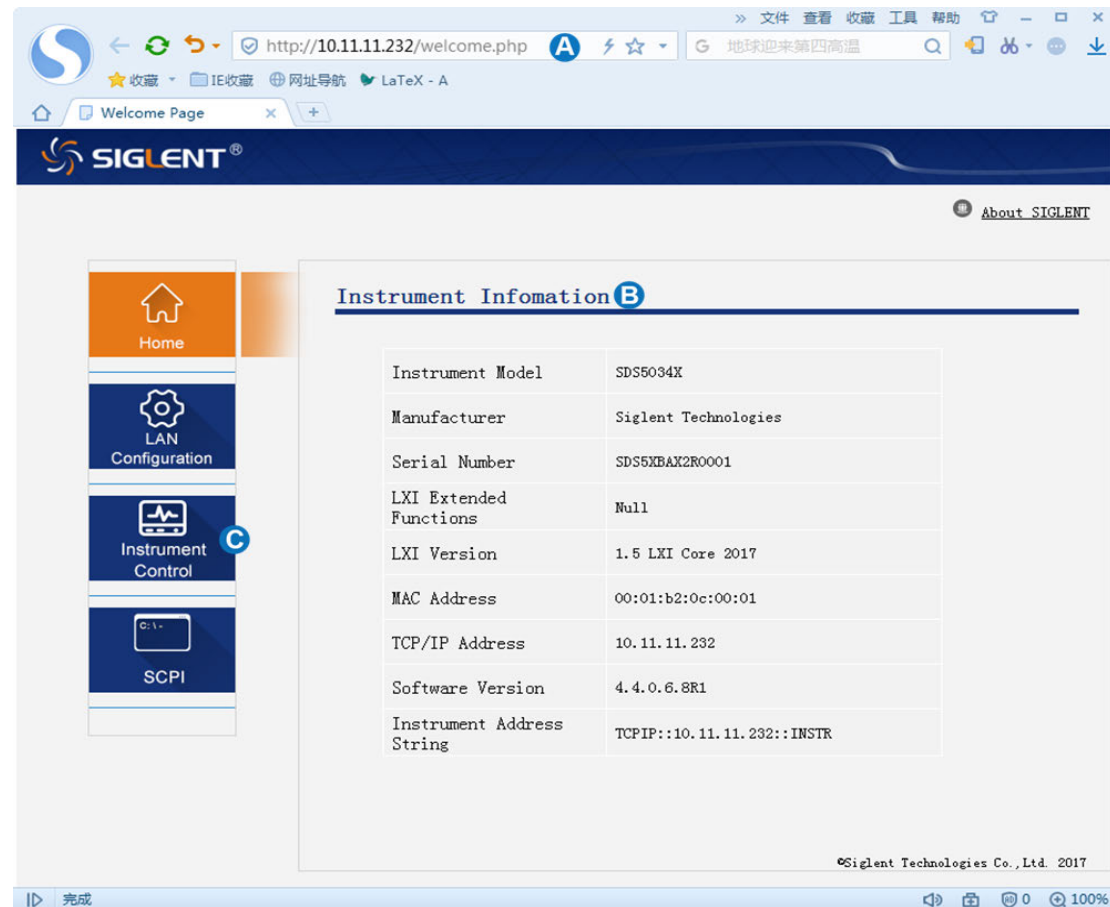 » 文件 查看 收藏 工具 帮助
http://10.11.11.232/welcome.php A G 地球迎来第四高温
收藏 IE收藏 网址导航 LaTeX - A
Welcome Page
SIGLENT®
About SIGLENT
Home
LAN
Configuration
Instrument
Control C
C:\-
SCPI
Instrument Infomation B
Instrument Model SDS5034X
Manufacturer Siglent Technologies
Serial Number SDS5XBAX2R0001
LXI Extended
Functions Null
LXI Version 1.5 LXI Core 2017
MAC Address 00:01:b2:0c:00:01
TCP/IP Address 10.11.11.232
Software Version 4.4.0.6.8R1
Instrument Address
String TCPIP::10.11.11.232::INSTR
©Siglent Technologies Co.,Ltd. 2017
完成 0 100%